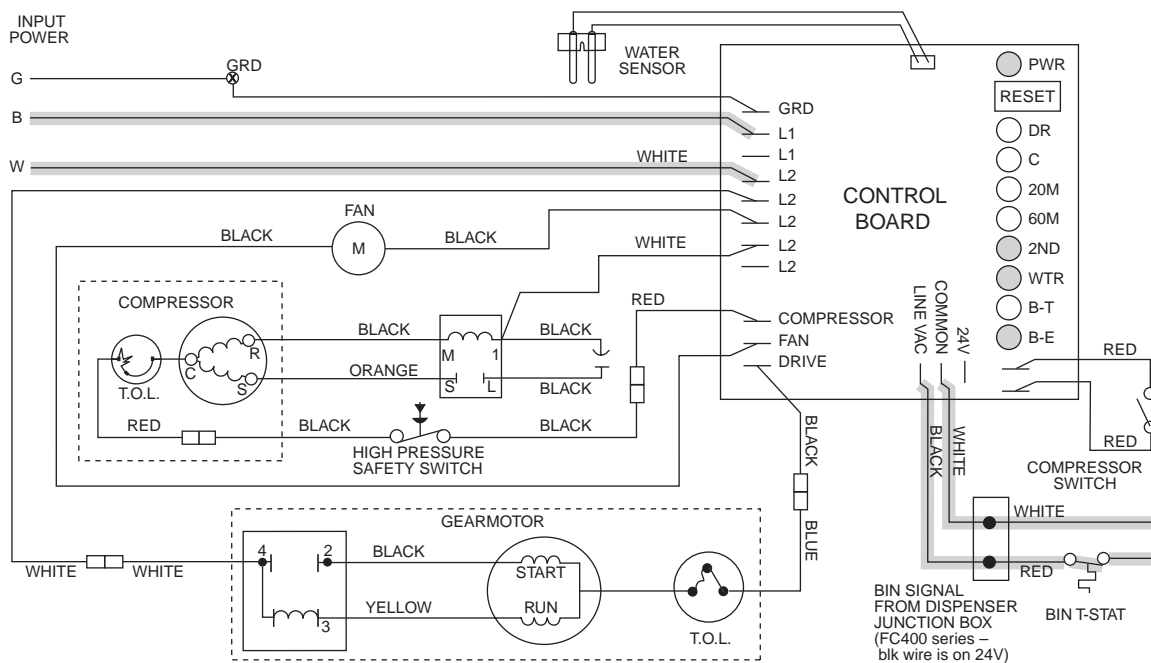 INPUT
POWER
G
GRD
B
W
WHITE
WATER
SENSOR
GRD
L1
L1
L2
L2
L2
L2
L2
CONTROL
BOARD
PWR
RESET
DR
C
20M
60M
2ND
WTR
B-T
B-E
FAN
M
BLACK
BLACK
WHITE
COMPRESSOR
T.O.L.
C
R
S
BLACK
ORANGE
M
1
S
L
BLACK
BLACK
RED
COMPRESSOR
FAN
DRIVE
LINE VAC
COMMON
24V
RED
RED
COMPRESSOR
SWITCH
RED
BLACK
HIGH PRESSURE
SAFETY SWITCH
BLACK
BLACK
BLUE
BLACK
WHITE
WHITE
RED
BIN T-STAT
BIN SIGNAL
FROM DISPENSER
JUNCTION BOX
(FC400 series –
blk wire is on 24V)
GEARMOTOR
WHITE
WHITE
4
2
3
BLACK
YELLOW
START
RUN
T.O.L.